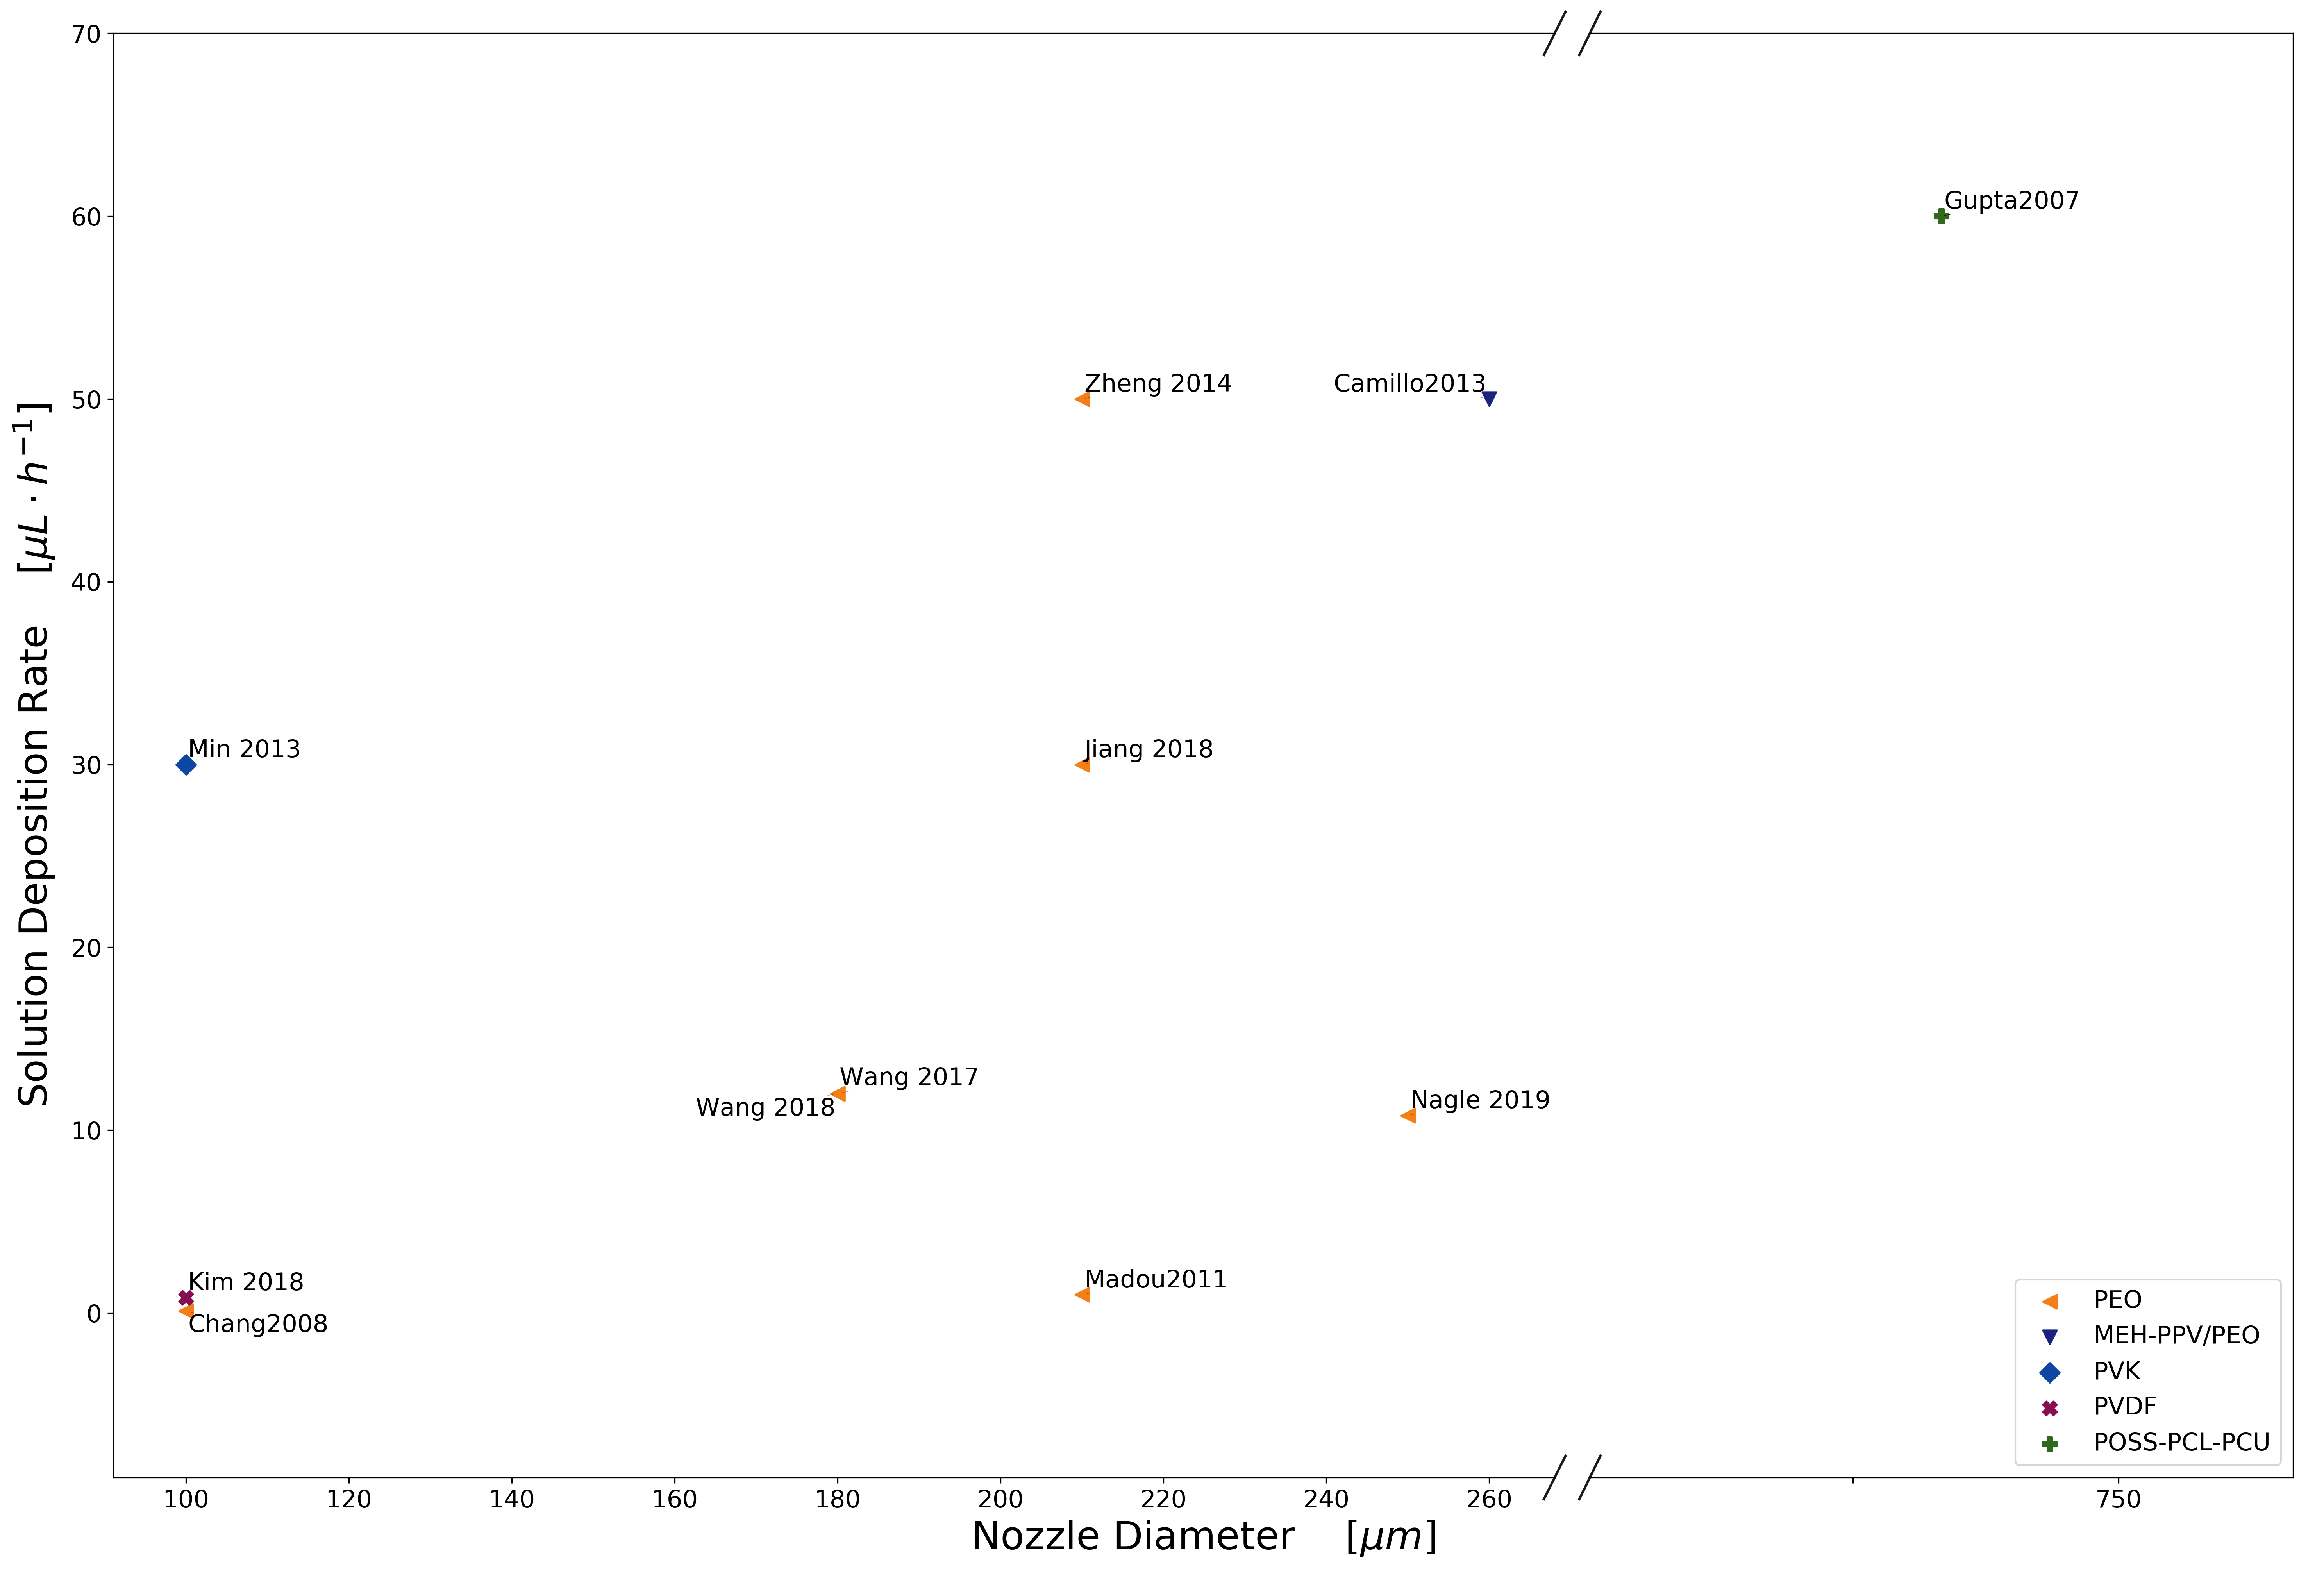 70
60
50
40
30
20
10
0
Solution Deposition Rate [μL · h⁻¹]
Gupta2007
Zheng 2014
Camillo2013
Min 2013
Jiang 2018
Wang 2017
Wang 2018
Nagle 2019
Kim 2018
Madou2011
Chang2008
PEO
MEH-PPV/PEO
PVK
PVDF
POSS-PCL-PCU
100 120 140 160 180 200 220 240 260 750
Nozzle Diameter [μm]